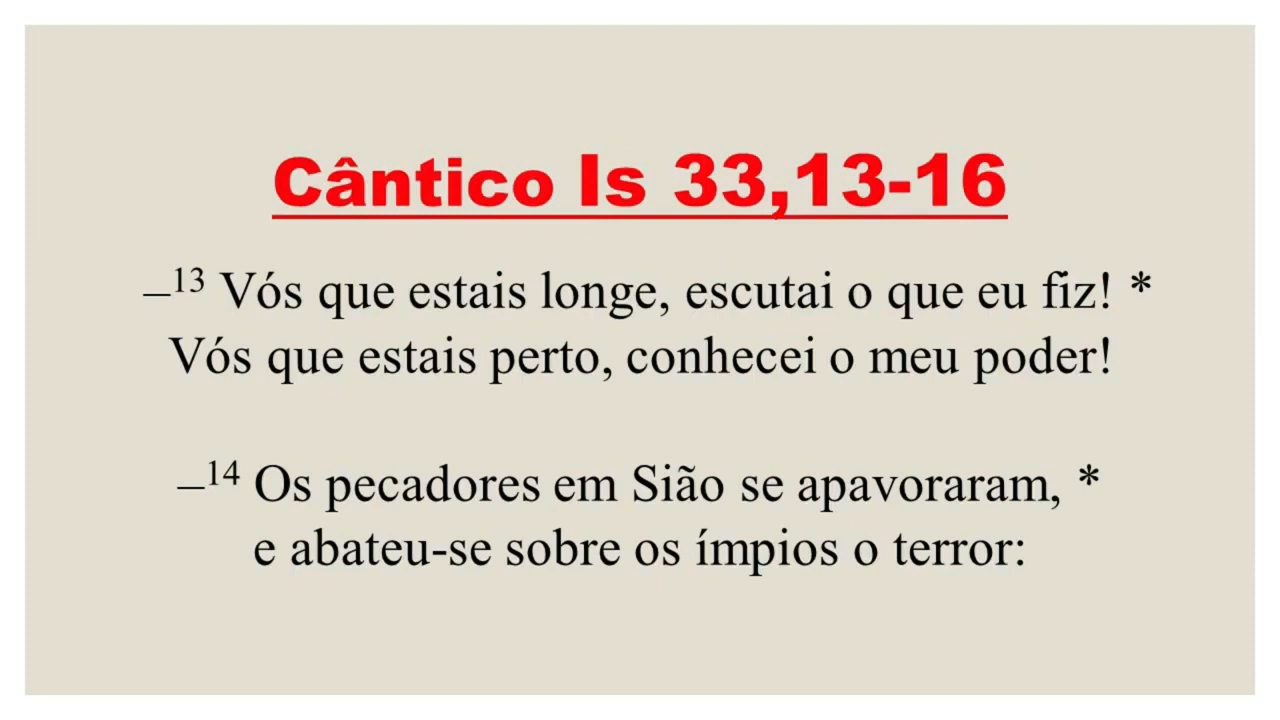 Cântico Is 33,13-16
–¹³ Vós que estais longe, escutai o que eu fiz! *
Vós que estais perto, conhecei o meu poder!
–¹⁴ Os pecadores em Sião se apavoraram, *
e abateu-se sobre os ímpios o terror: